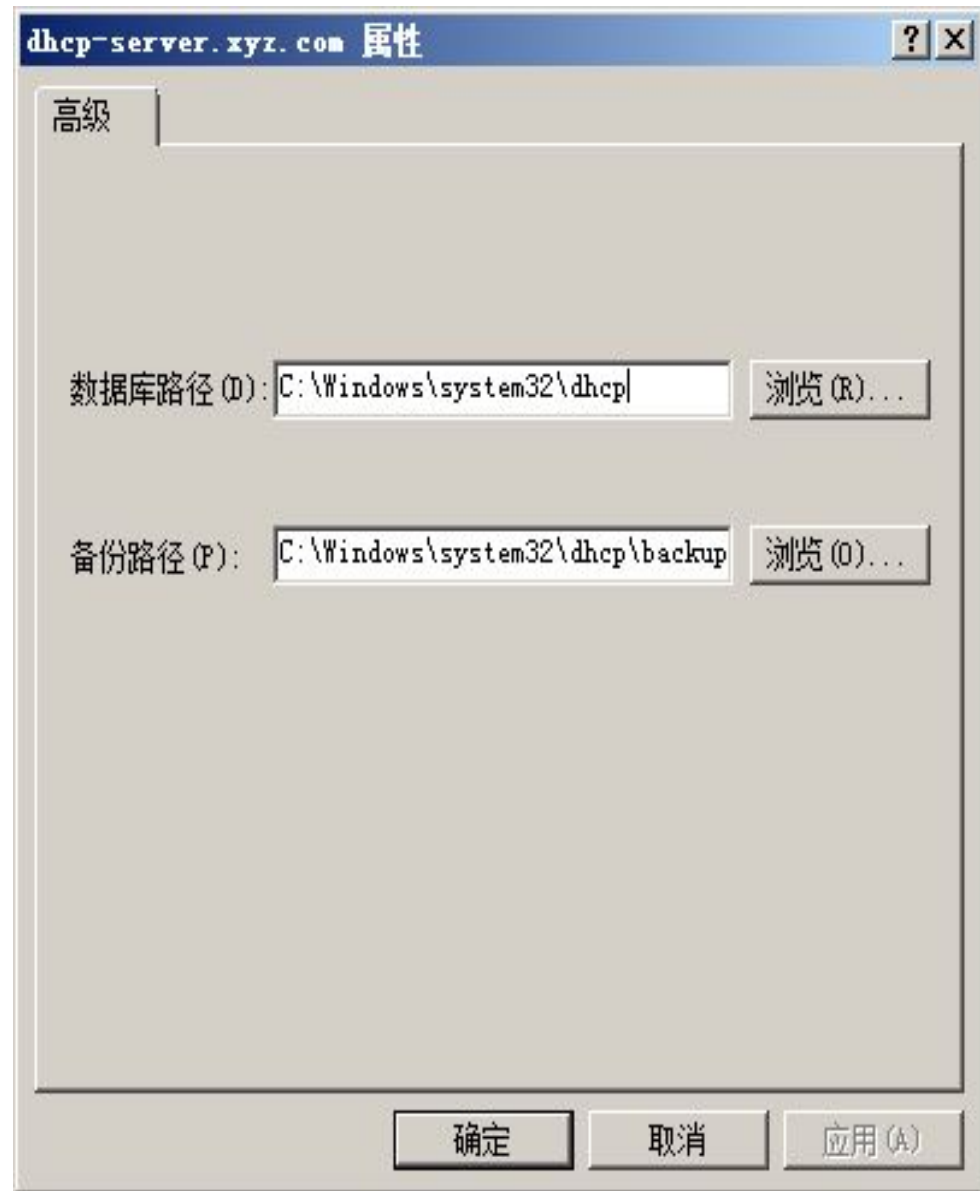 dhcp-server.xyz.com 属性
高级
数据库路径(D): C:\Windows\system32\dhcp 浏览(R)...
备份路径(P): C:\Windows\system32\dhcp\backup 浏览(O)...
确定 取消 应用(A)